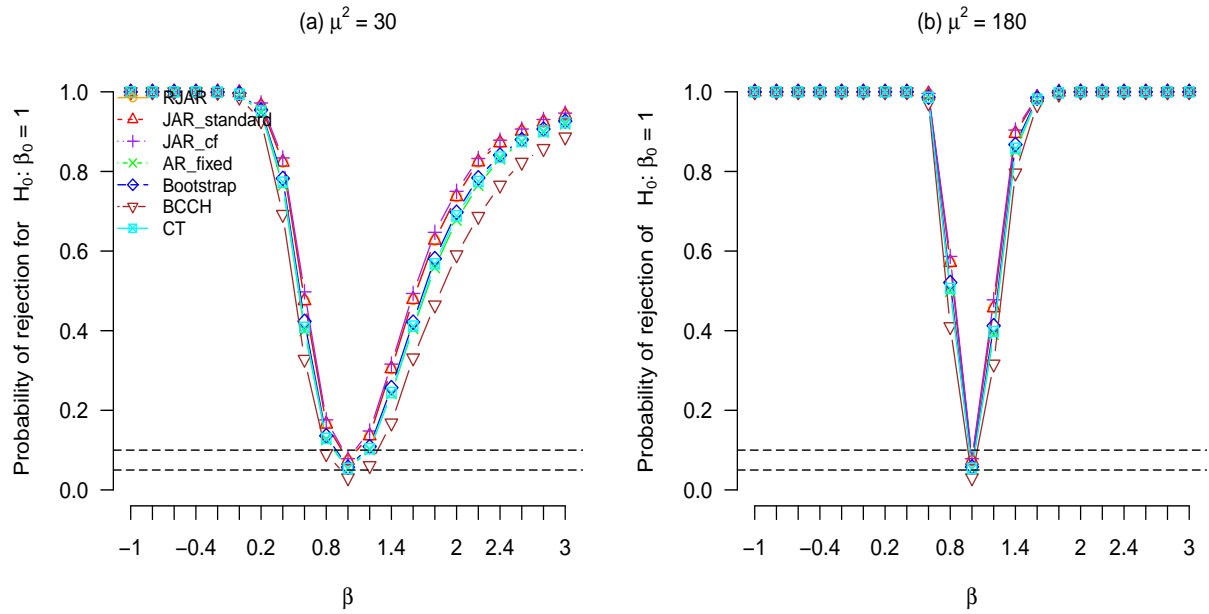 (a) μ² = 30
Probability of rejection for H₀: β₀ = 1
1.0
0.8
0.6
0.4
0.2
0.0
RJAR
JAR_standard
JAR_cf
AR_fixed
Bootstrap
BCCH
CT
−1 −0.4 0.2 0.8 1.4 2 2.4 3
β
(b) μ² = 180
Probability of rejection of H₀: β₀ = 1
1.0
0.8
0.6
0.4
0.2
0.0
−1 −0.4 0.2 0.8 1.4 2 2.4 3
β